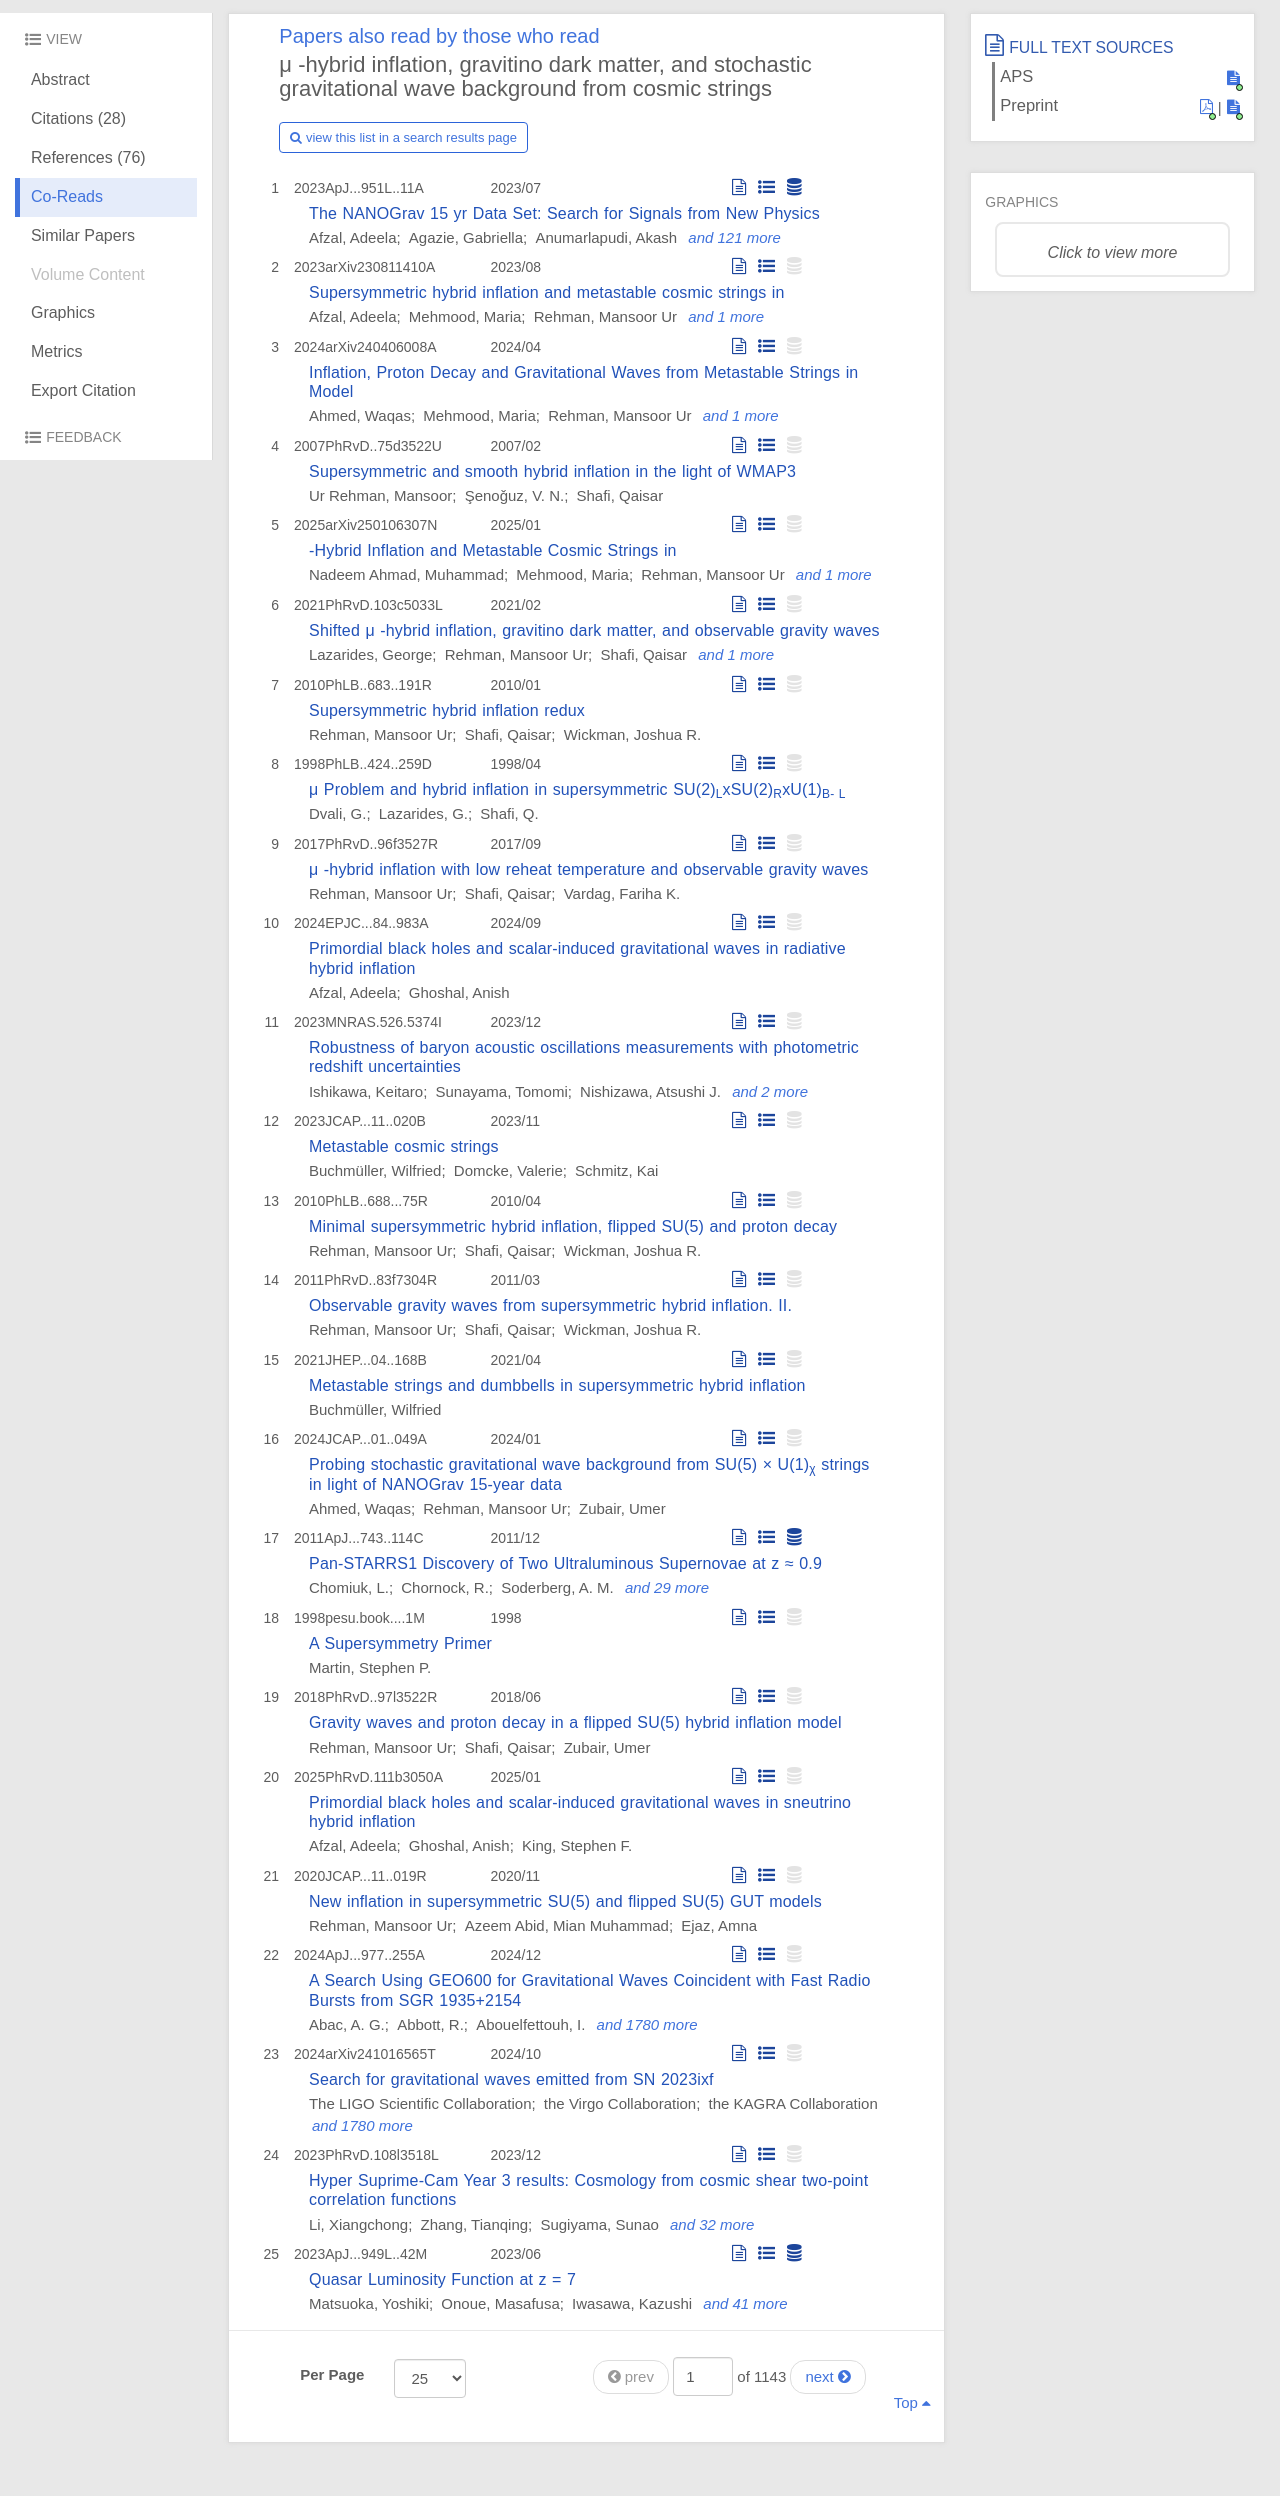 VIEW
Abstract
Citations (28)
References (76)
Co-Reads
Similar Papers
Volume Content
Graphics
Metrics
Export Citation
FEEDBACK
Papers also read by those who read
μ -hybrid inflation, gravitino dark matter, and stochastic
gravitational wave background from cosmic strings
view this list in a search results page
1 2023ApJ...951L..11A 2023/07
The NANOGrav 15 yr Data Set: Search for Signals from New Physics
Afzal, Adeela; Agazie, Gabriella; Anumarlapudi, Akash and 121 more
2 2023arXiv230811410A 2023/08
Supersymmetric hybrid inflation and metastable cosmic strings in
Afzal, Adeela; Mehmood, Maria; Rehman, Mansoor Ur and 1 more
3 2024arXiv240406008A 2024/04
Inflation, Proton Decay and Gravitational Waves from Metastable Strings in
Model
Ahmed, Waqas; Mehmood, Maria; Rehman, Mansoor Ur and 1 more
4 2007PhRvD..75d3522U 2007/02
Supersymmetric and smooth hybrid inflation in the light of WMAP3
Ur Rehman, Mansoor; Şenoğuz, V. N.; Shafi, Qaisar
5 2025arXiv250106307N 2025/01
-Hybrid Inflation and Metastable Cosmic Strings in
Nadeem Ahmad, Muhammad; Mehmood, Maria; Rehman, Mansoor Ur and 1 more
6 2021PhRvD.103c5033L 2021/02
Shifted μ -hybrid inflation, gravitino dark matter, and observable gravity waves
Lazarides, George; Rehman, Mansoor Ur; Shafi, Qaisar and 1 more
7 2010PhLB..683..191R 2010/01
Supersymmetric hybrid inflation redux
Rehman, Mansoor Ur; Shafi, Qaisar; Wickman, Joshua R.
8 1998PhLB..424..259D 1998/04
μ Problem and hybrid inflation in supersymmetric SU(2)LxSU(2)RxU(1)B- L
Dvali, G.; Lazarides, G.; Shafi, Q.
9 2017PhRvD..96f3527R 2017/09
μ -hybrid inflation with low reheat temperature and observable gravity waves
Rehman, Mansoor Ur; Shafi, Qaisar; Vardag, Fariha K.
10 2024EPJC...84..983A 2024/09
Primordial black holes and scalar-induced gravitational waves in radiative
hybrid inflation
Afzal, Adeela; Ghoshal, Anish
11 2023MNRAS.526.5374I 2023/12
Robustness of baryon acoustic oscillations measurements with photometric
redshift uncertainties
Ishikawa, Keitaro; Sunayama, Tomomi; Nishizawa, Atsushi J. and 2 more
12 2023JCAP...11..020B 2023/11
Metastable cosmic strings
Buchmüller, Wilfried; Domcke, Valerie; Schmitz, Kai
13 2010PhLB..688...75R 2010/04
Minimal supersymmetric hybrid inflation, flipped SU(5) and proton decay
Rehman, Mansoor Ur; Shafi, Qaisar; Wickman, Joshua R.
14 2011PhRvD..83f7304R 2011/03
Observable gravity waves from supersymmetric hybrid inflation. II.
Rehman, Mansoor Ur; Shafi, Qaisar; Wickman, Joshua R.
15 2021JHEP...04..168B 2021/04
Metastable strings and dumbbells in supersymmetric hybrid inflation
Buchmüller, Wilfried
16 2024JCAP...01..049A 2024/01
Probing stochastic gravitational wave background from SU(5) × U(1)χ strings
in light of NANOGrav 15-year data
Ahmed, Waqas; Rehman, Mansoor Ur; Zubair, Umer
17 2011ApJ...743..114C 2011/12
Pan-STARRS1 Discovery of Two Ultraluminous Supernovae at z ≈ 0.9
Chomiuk, L.; Chornock, R.; Soderberg, A. M. and 29 more
18 1998pesu.book....1M 1998
A Supersymmetry Primer
Martin, Stephen P.
19 2018PhRvD..97l3522R 2018/06
Gravity waves and proton decay in a flipped SU(5) hybrid inflation model
Rehman, Mansoor Ur; Shafi, Qaisar; Zubair, Umer
20 2025PhRvD.111b3050A 2025/01
Primordial black holes and scalar-induced gravitational waves in sneutrino
hybrid inflation
Afzal, Adeela; Ghoshal, Anish; King, Stephen F.
21 2020JCAP...11..019R 2020/11
New inflation in supersymmetric SU(5) and flipped SU(5) GUT models
Rehman, Mansoor Ur; Azeem Abid, Mian Muhammad; Ejaz, Amna
22 2024ApJ...977..255A 2024/12
A Search Using GEO600 for Gravitational Waves Coincident with Fast Radio
Bursts from SGR 1935+2154
Abac, A. G.; Abbott, R.; Abouelfettouh, I. and 1780 more
23 2024arXiv241016565T 2024/10
Search for gravitational waves emitted from SN 2023ixf
The LIGO Scientific Collaboration; the Virgo Collaboration; the KAGRA Collaboration
and 1780 more
24 2023PhRvD.108l3518L 2023/12
Hyper Suprime-Cam Year 3 results: Cosmology from cosmic shear two-point
correlation functions
Li, Xiangchong; Zhang, Tianqing; Sugiyama, Sunao and 32 more
25 2023ApJ...949L..42M 2023/06
Quasar Luminosity Function at z = 7
Matsuoka, Yoshiki; Onoue, Masafusa; Iwasawa, Kazushi and 41 more
Per Page 25 prev 1 of 1143 next
Top
FULL TEXT SOURCES
APS
Preprint |
GRAPHICS
Click to view more